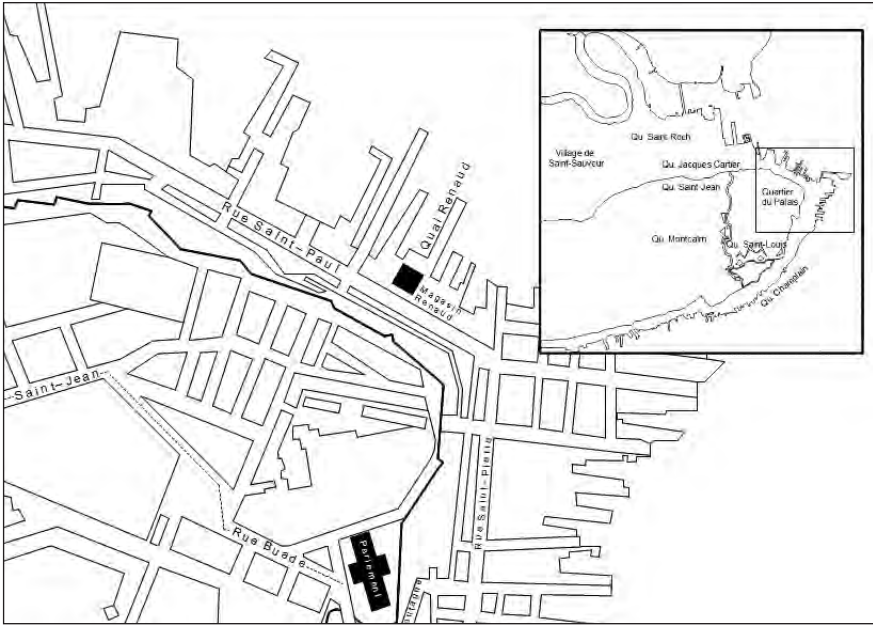 Rue Saint-Paul
Quai Renaud
Magasin
Renaud
Saint-Jean
Rue Buade
Parlement
Rue Saint-Pierre
Qu. Saint-Roch
Village de
Saint-Sauveur
Qu. Jacques Cartier
Qu. Saint Jean
Quartier
du Palais
Qu. Montcalm
Qu. Saint-Louis
Qu. Champlain